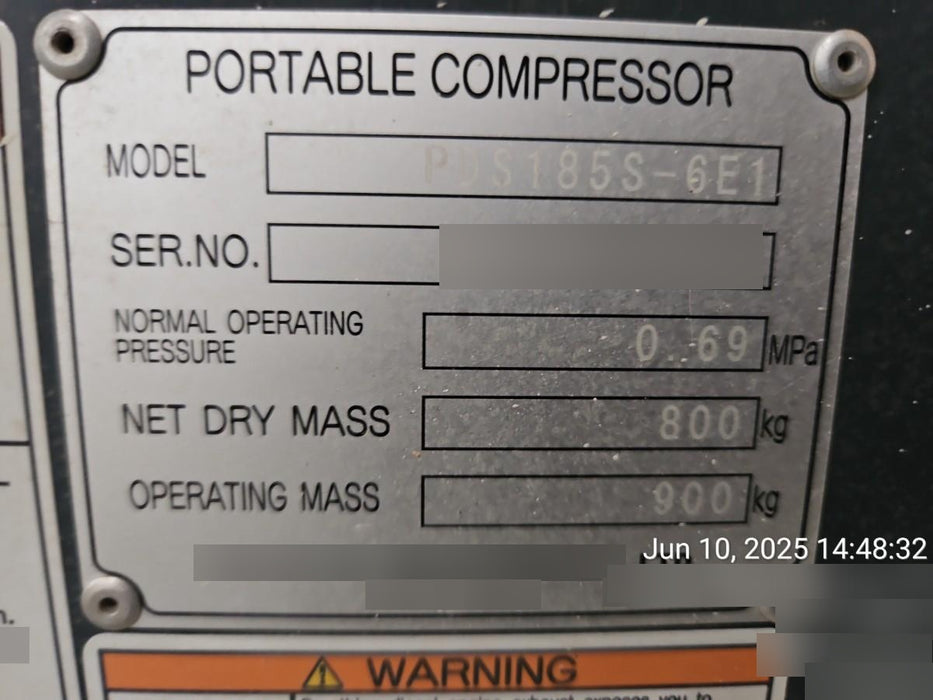 PORTABLE COMPRESSOR
MODEL PDS185S-6E1
SER.NO.
NORMAL OPERATING
PRESSURE 0.69 MPa
NET DRY MASS 800 kg
OPERATING MASS 900 kg
Jun 10, 2025 14:48:32
n.
WARNING